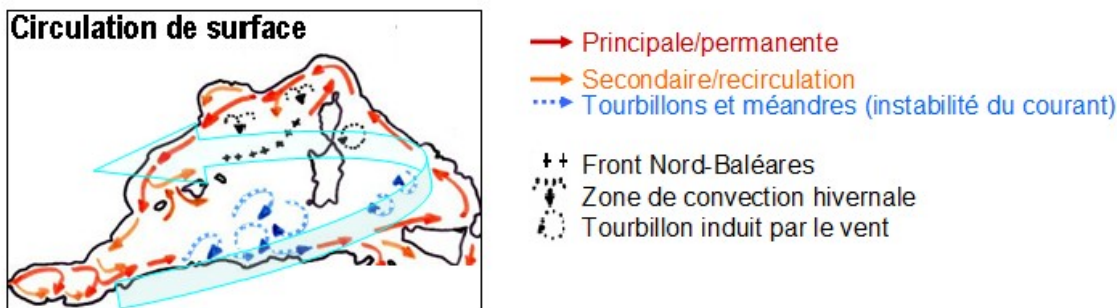 Circulation de surface
Principale/permanente
Secondaire/recirculation
Tourbillons et méandres (instabilité du courant)
Front Nord-Baléares
Zone de convection hivernale
Tourbillon induit par le vent